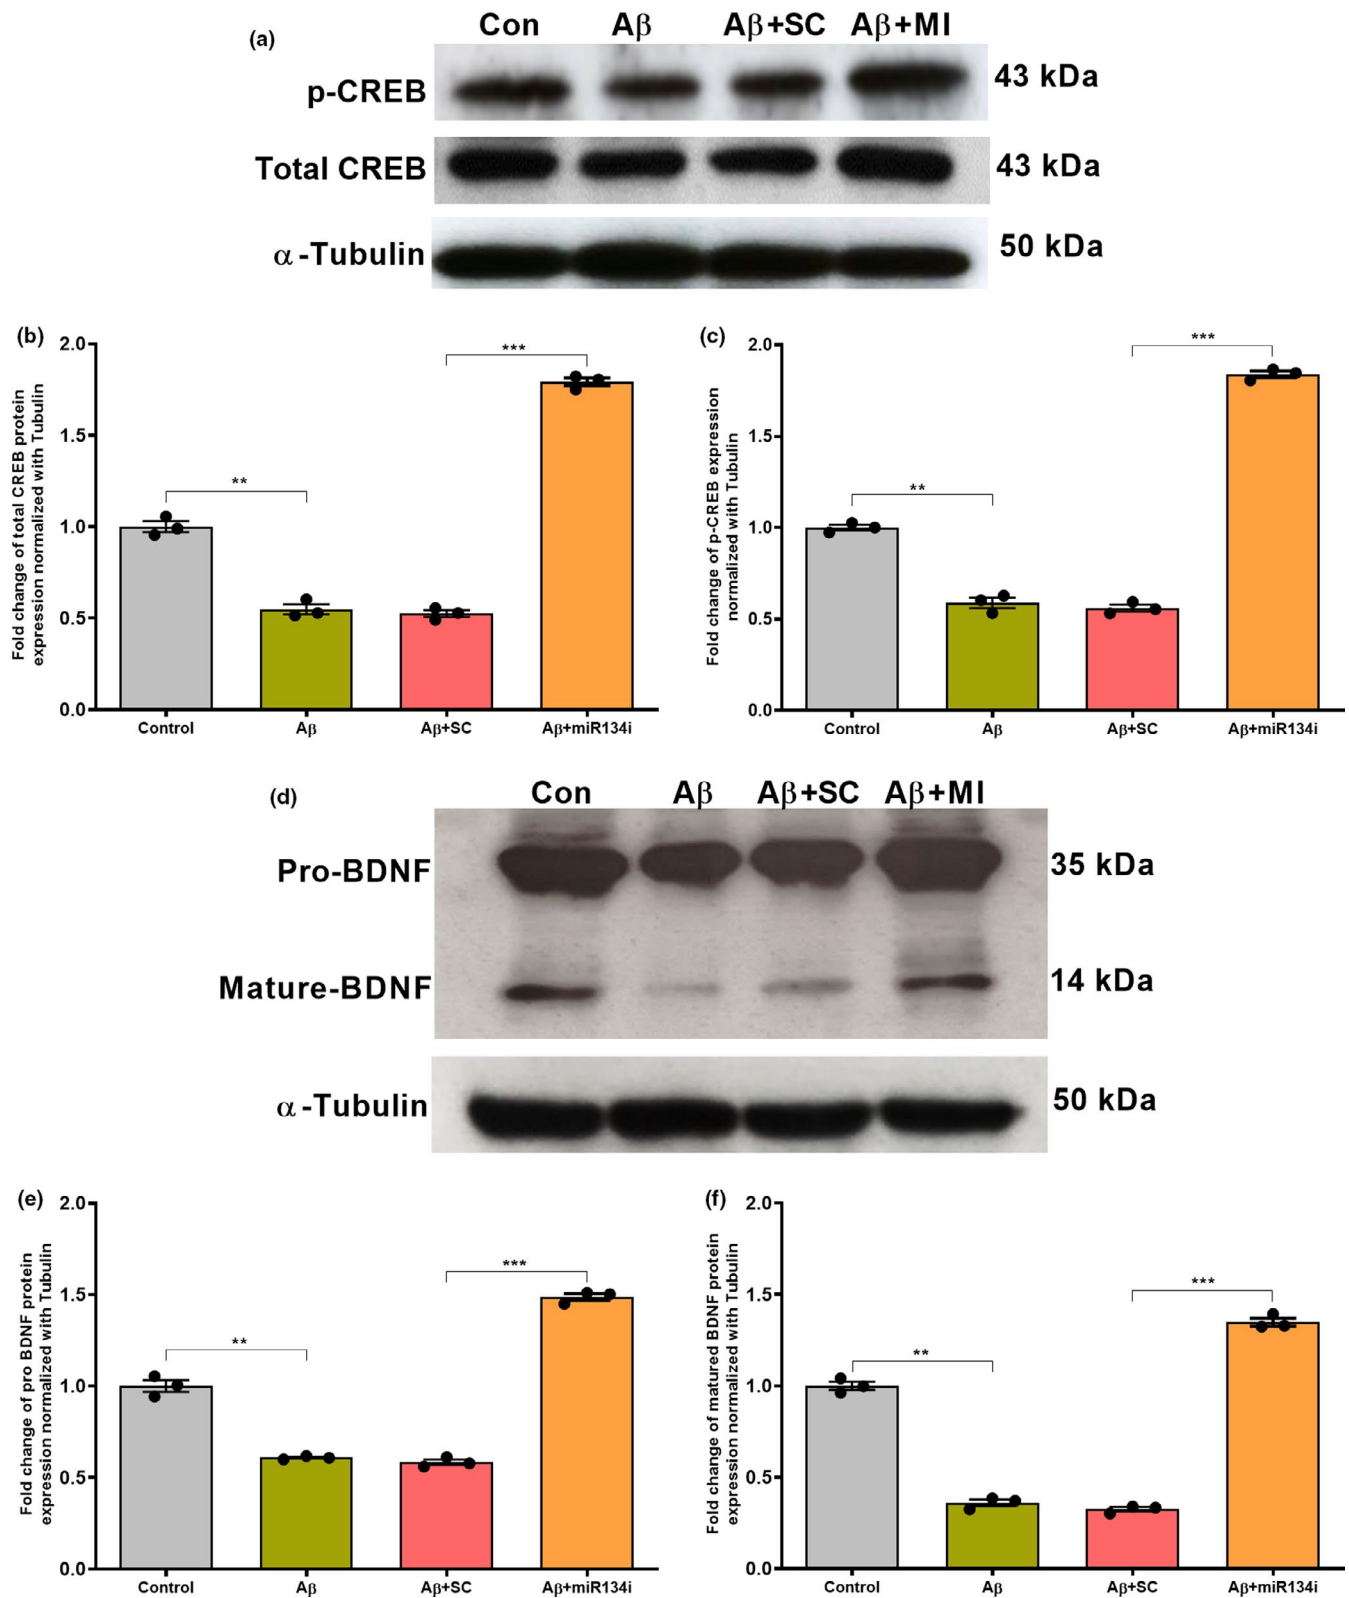 (a)
Con Aβ Aβ+SC Aβ+MI
p-CREB 43 kDa
Total CREB 43 kDa
α-Tubulin 50 kDa
(b)
Fold change of total CREB protein
expression normalized with Tubulin
2.0
1.5
1.0
0.5
0.0
**
***
Control Aβ Aβ+SC Aβ+miR134i
(c)
Fold change of p-CREB expression
normalized with Tubulin
2.0
1.5
1.0
0.5
0.0
**
***
Control Aβ Aβ+SC Aβ+miR134i
(d)
Con Aβ Aβ+SC Aβ+MI
Pro-BDNF 35 kDa
Mature-BDNF 14 kDa
α-Tubulin 50 kDa
(e)
Fold change of pro BDNF protein
expression normalized with Tubulin
2.0
1.5
1.0
0.5
0.0
**
***
Control Aβ Aβ+SC Aβ+miR134i
(f)
Fold change of matured BDNF protein
expression normalized with Tubulin
2.0
1.5
1.0
0.5
0.0
**
***
Control Aβ Aβ+SC Aβ+miR134i